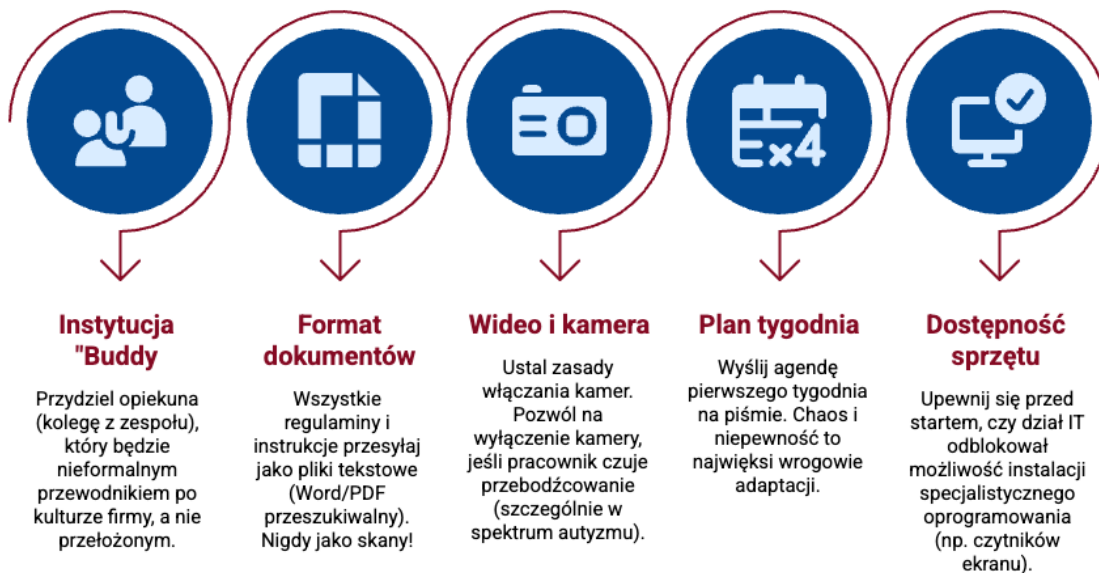 x4
Instytucja
"Buddy
Przydziel opiekuna
(kolegę z zespołu),
który będzie
nieformalnym
przewodnikiem po
kulturze firmy, a nie
przełożonym.
Format
dokumentów
Wszystkie
regulaminy i
instrukcje przesyłaj
jako pliki tekstowe
(Word/PDF
przeszukiwalny).
Nigdy jako skany!
Wideo i kamera
Ustal zasady
włączania kamer.
Pozwól na
wyłączenie kamery,
jeśli pracownik czuje
przebodźcowanie
(szczególnie w
spektrum autyzmu).
Plan tygodnia
Wyślij agendę
pierwszego tygodnia
na piśmie. Chaos i
niepewność to
najwięksi wrogowie
adaptacji.
Dostępność
sprzętu
Upewnij się przed
startem, czy dział IT
odblokował
możliwość instalacji
specjalistycznego
oprogramowania
(np. czytników
ekranu).